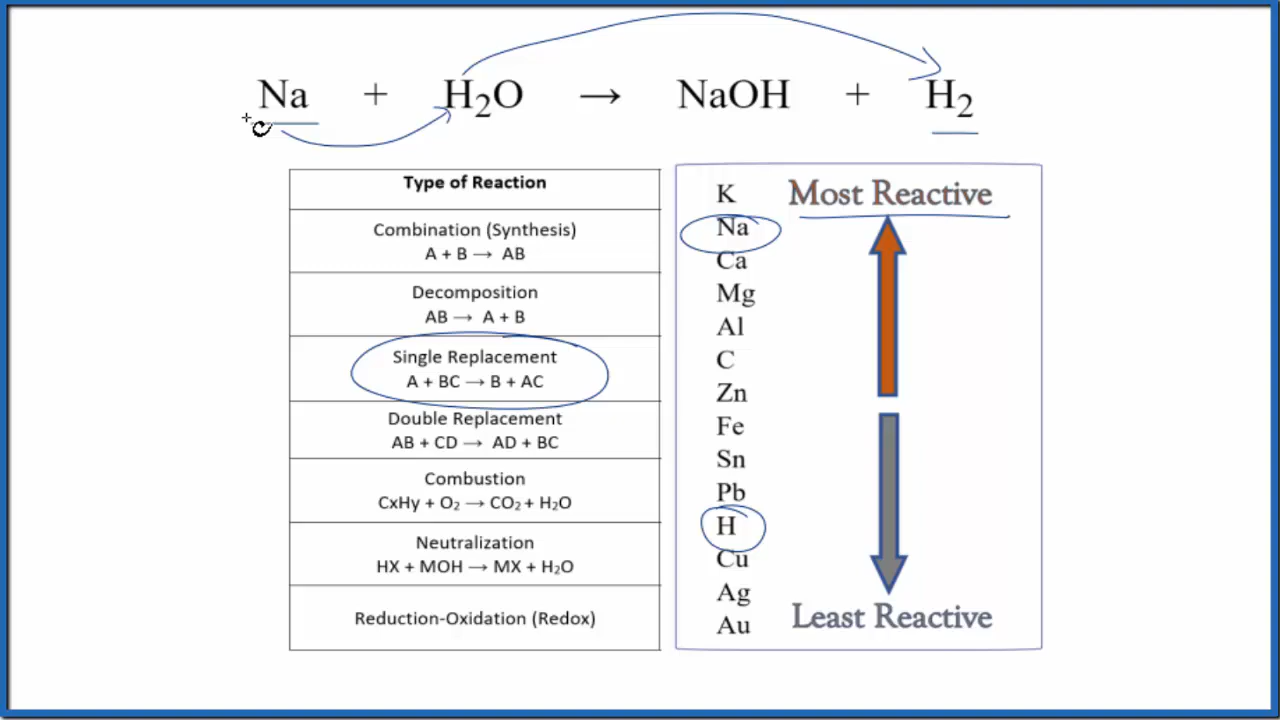 Na + H₂O → NaOH + H₂
Type of Reaction
Combination (Synthesis)
A + B → AB
Decomposition
AB → A + B
Single Replacement
A + BC → B + AC
Double Replacement
AB + CD → AD + BC
Combustion
CxHy + O₂ → CO₂ + H₂O
Neutralization
HX + MOH → MX + H₂O
Reduction-Oxidation (Redox)
K
Most Reactive
Na
Ca
Mg
Al
C
Zn
Fe
Sn
Pb
H
Cu
Ag
Au
Least Reactive